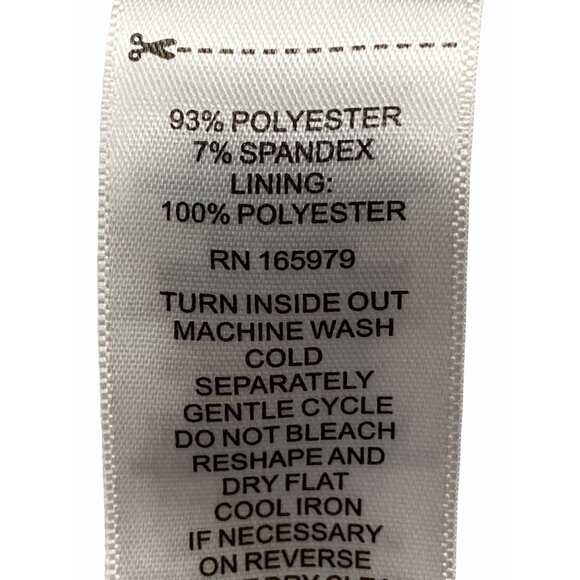 93% POLYESTER
7% SPANDEX
LINING:
100% POLYESTER
RN 165979
TURN INSIDE OUT
MACHINE WASH
COLD
SEPARATELY
GENTLE CYCLE
DO NOT BLEACH
RESHAPE AND
DRY FLAT
COOL IRON
IF NECESSARY
ON REVERSE